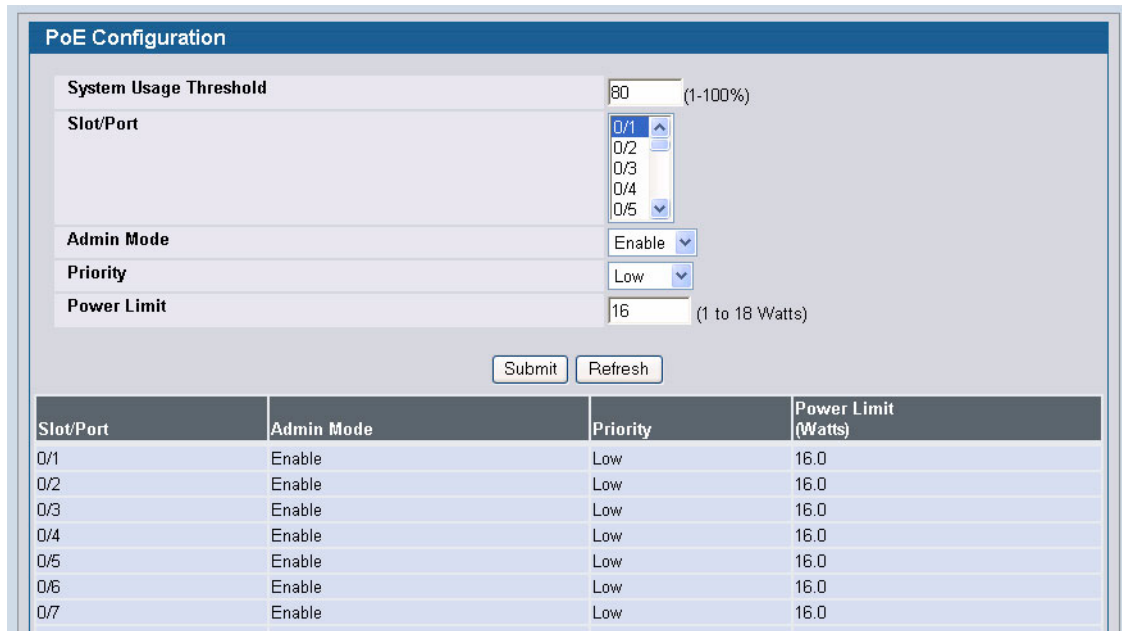 PoE Configuration
System Usage Threshold 80 (1-100%)
Slot/Port 0/1
0/2
0/3
0/4
0/5
Admin Mode Enable
Priority Low
Power Limit 16 (1 to 18 Watts)
Submit Refresh
Slot/Port Admin Mode Priority Power Limit (Watts)
0/1 Enable Low 16.0
0/2 Enable Low 16.0
0/3 Enable Low 16.0
0/4 Enable Low 16.0
0/5 Enable Low 16.0
0/6 Enable Low 16.0
0/7 Enable Low 16.0